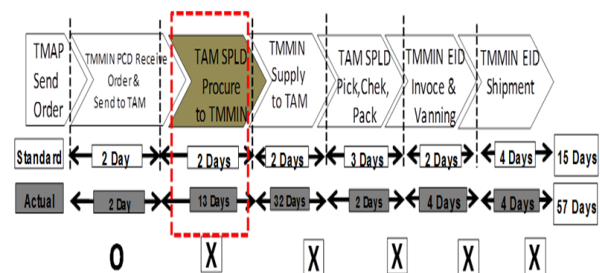 TMAP
Send
Order
TMMIN PCD Receive
Order &
Send to TAM
TAM SPLD
Procure
to TMMIN
TMMIN
Supply
to TAM
TAM SPLD
Pick,Chek,
Pack
TMMIN EID
Invoce &
Vanning
TMMIN EID
Shipment
Standard
2 Day
2 Days
2 Days
3 Days
2 Days
4 Days
15 Days
Actual
2 Day
13 Days
32 Days
2 Days
4 Days
4 Days
57 Days
O
X
X
X
X
X